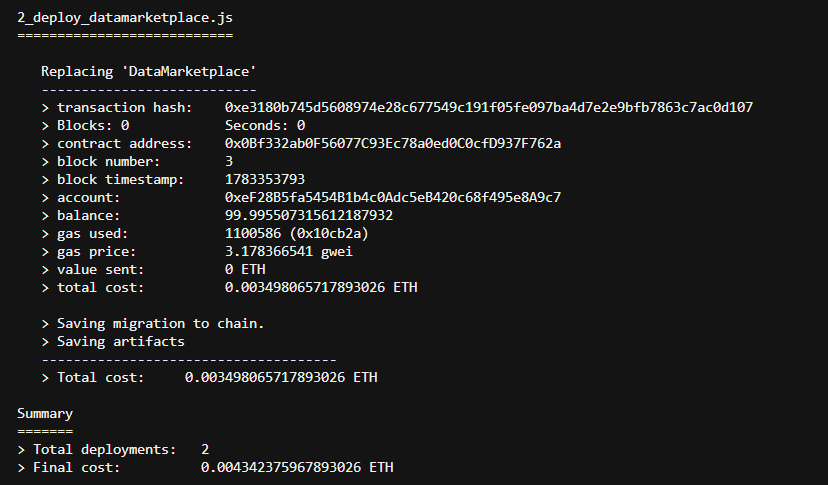 2_deploy_datamarketplace.js
===========================
Replacing 'DataMarketplace'
---------------------------
> transaction hash:    0xe3180b745d5608974e28c677549c191f05fe097ba4d7e2e9bfb7863c7ac0d107
> Blocks: 0            Seconds: 0
> contract address:    0x0Bf332ab0F56077C93Ec78a0ed0C0cfD937F762a
> block number:        3
> block timestamp:     1783353793
> account:             0xeF28B5fa5454B1b4c0Adc5eB420c68f495e8A9c7
> balance:             99.995507315612187932
> gas used:            1100586 (0x10cb2a)
> gas price:           3.178366541 gwei
> value sent:          0 ETH
> total cost:          0.003498065717893026 ETH
> Saving migration to chain.
> Saving artifacts
-------------------------------------
> Total cost:     0.003498065717893026 ETH
Summary
=======
> Total deployments:   2
> Final cost:          0.004342375967893026 ETH